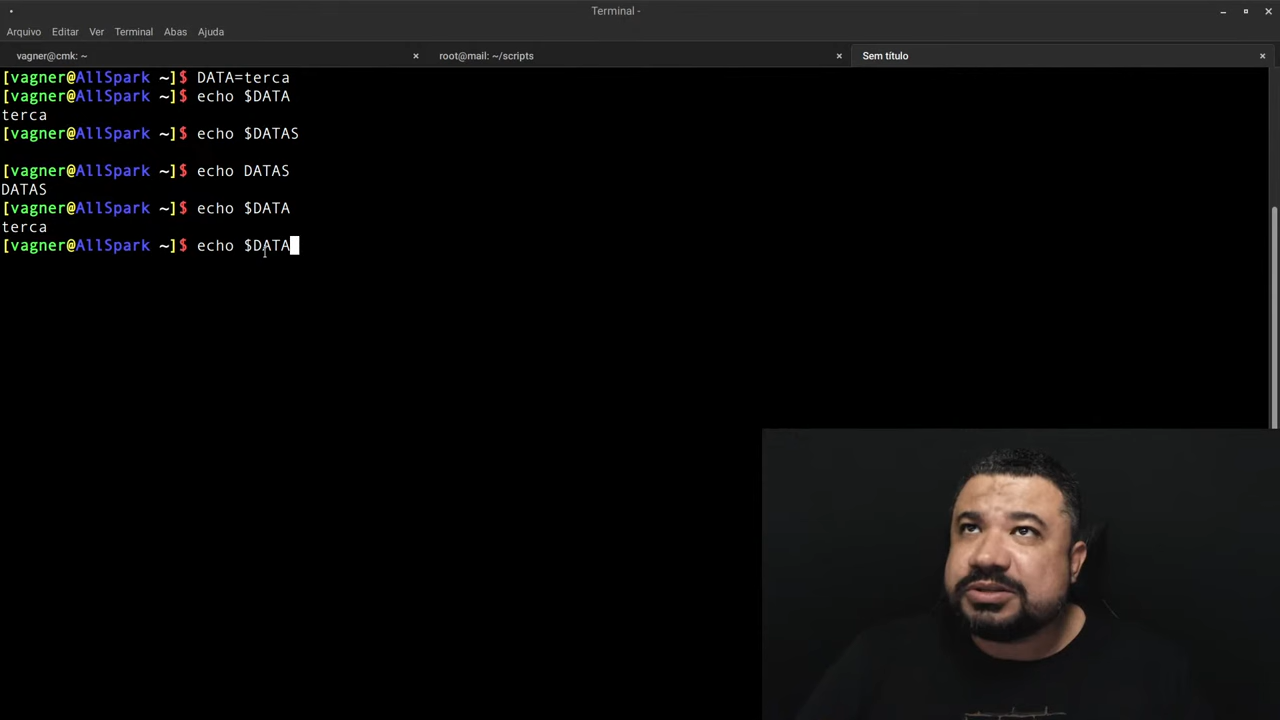 Terminal -
Arquivo Editar Ver Terminal Abas Ajuda
vagner@cmk: ~ root@mail: ~/scripts Sem título
[vagner@AllSpark ~]$ DATA=terca
[vagner@AllSpark ~]$ echo $DATA
terca
[vagner@AllSpark ~]$ echo $DATAS
[vagner@AllSpark ~]$ echo DATAS
DATAS
[vagner@AllSpark ~]$ echo $DATA
terca
[vagner@AllSpark ~]$ echo $DATA